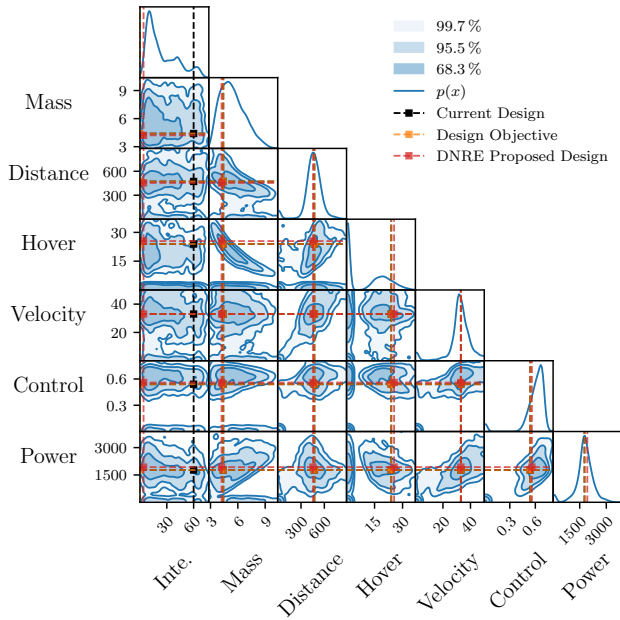 99.7 %
95.5 %
68.3 %
p(x)
Current Design
Design Objective
DNRE Proposed Design
Mass
9
6
3
Distance
600
300
Hover
30
15
Velocity
40
20
Control
0.6
0.3
Power
3000
1500
30 60 3 6 9 300 600 15 30 20 40 0.3 0.6 1500 3000
Inte. Mass Distance Hover Velocity Control Power